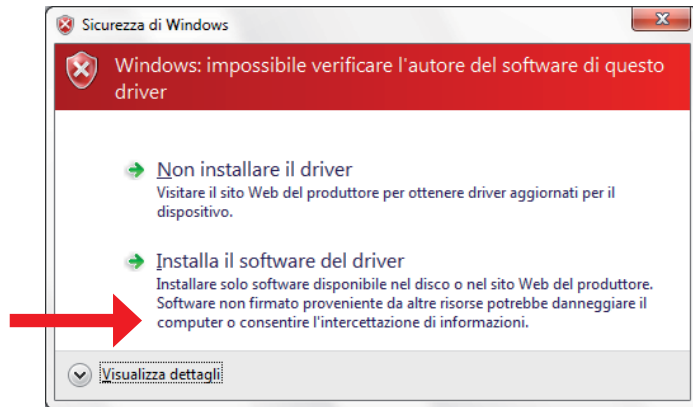 Sicurezza di Windows
Windows: impossibile verificare l'autore del software di questo
driver
Non installare il driver
Visitare il sito Web del produttore per ottenere driver aggiornati per il
dispositivo.
Installa il software del driver
Installare solo software disponibile nel disco o nel sito Web del produttore.
Software non firmato proveniente da altre risorse potrebbe danneggiare il
computer o consentire l'intercettazione di informazioni.
Visualizza dettagli